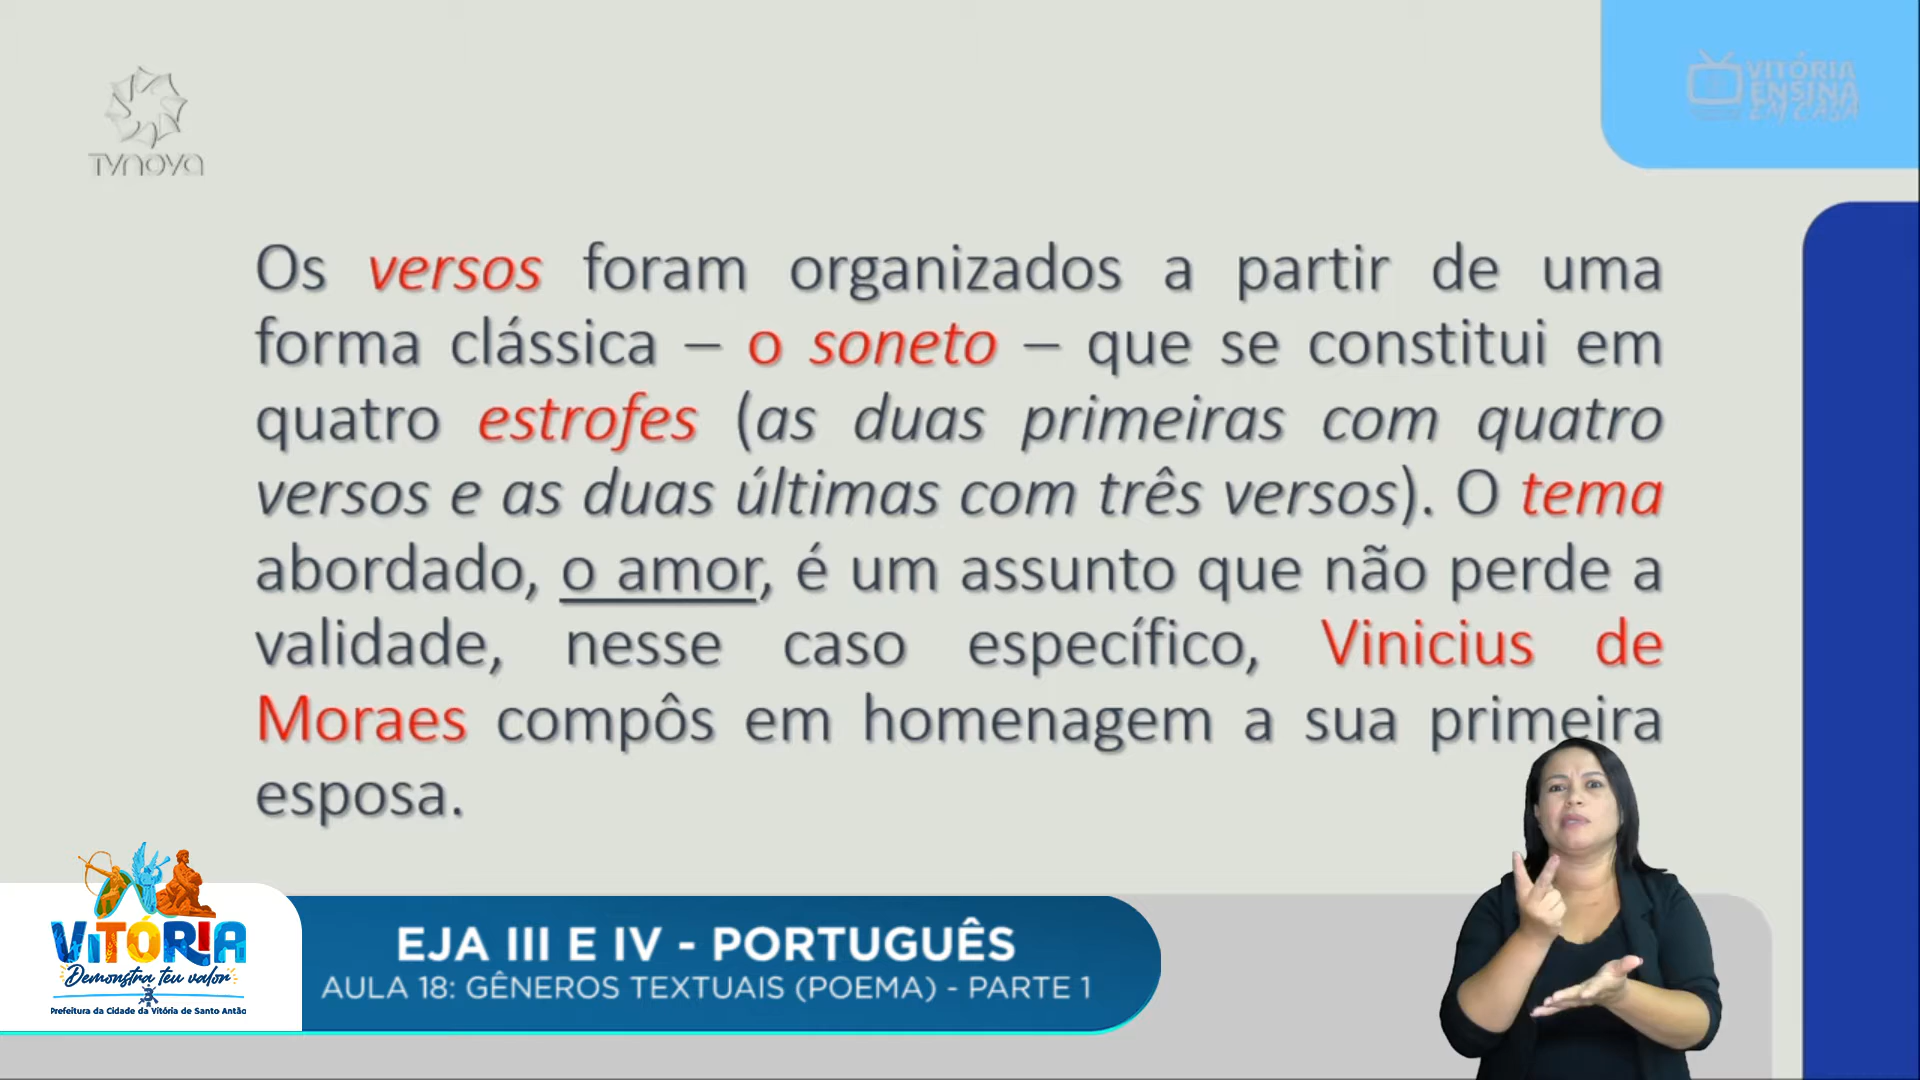 TVNOVA
VITÓRIA
ENSINA
EM CASA
Os versos foram organizados a partir de uma
forma clássica – o soneto – que se constitui em
quatro estrofes (as duas primeiras com quatro
versos e as duas últimas com três versos). O tema
abordado, o amor, é um assunto que não perde a
validade, nesse caso específico, Vinicius de
Moraes compôs em homenagem a sua primeira
esposa.
VITÓRIA
Demonstra teu valor
Prefeitura da Cidade da Vitória de Santo Antão
EJA III E IV - PORTUGUÊS
AULA 18: GÊNEROS TEXTUAIS (POEMA) - PARTE 1